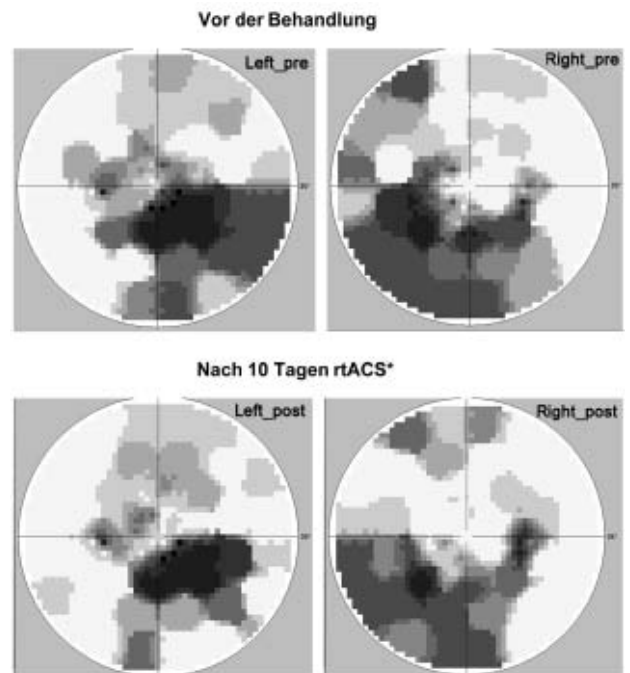 Vor der Behandlung
Left_pre
Right_pre
Nach 10 Tagen rtACS*
Left_post
Right_post